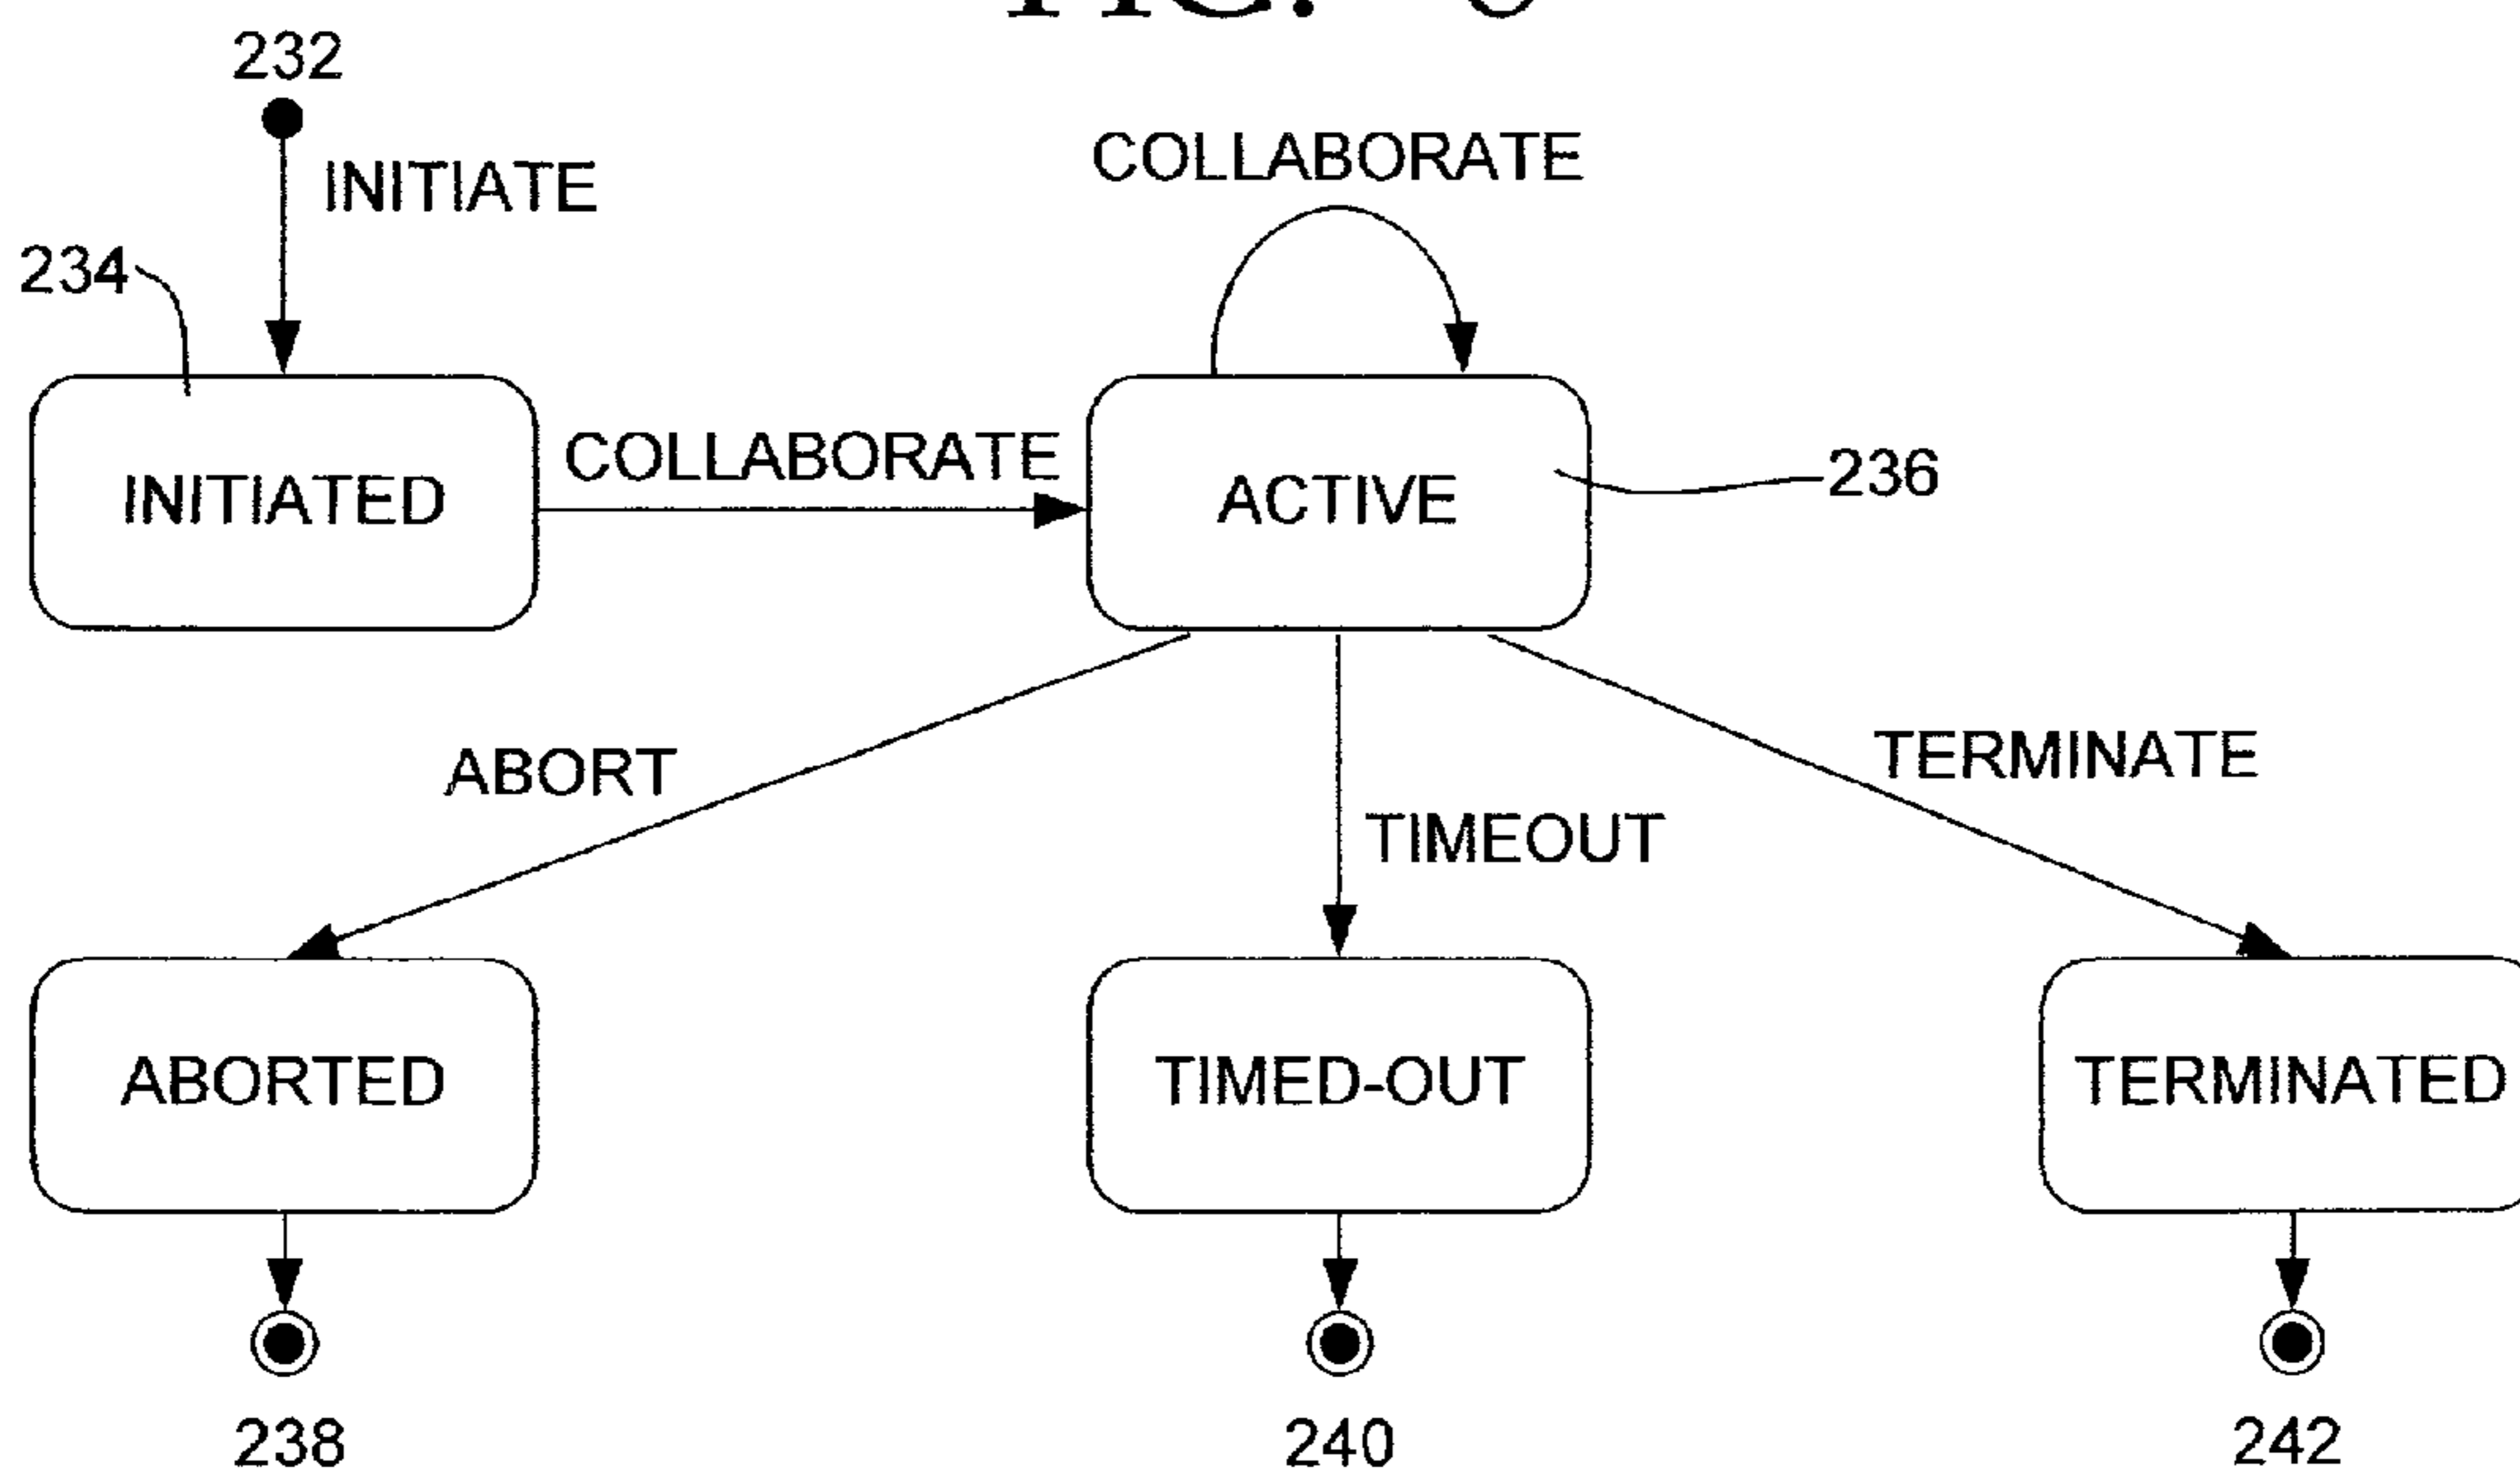 232
INITIATE
COLLABORATE
234
COLLABORATE
INITIATED
ACTIVE
236
ABORT
TERMINATE
TIMEOUT
ABORTED
TIMED-OUT
TERMINATED
238
240
242